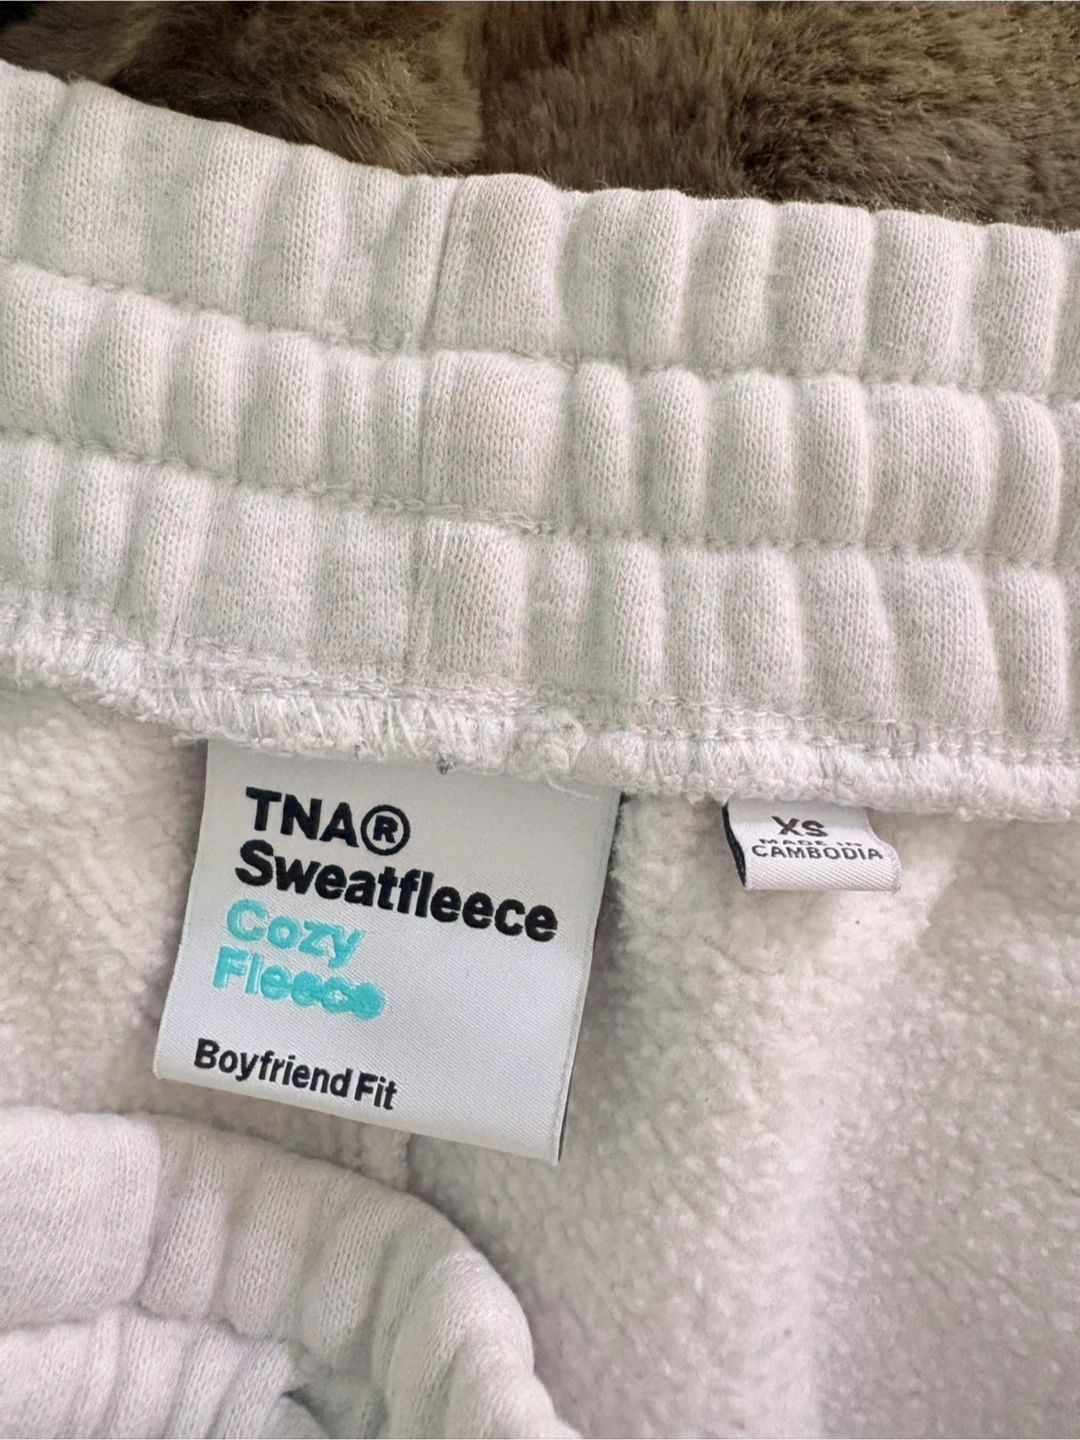 TNA®
Sweatfleece
Cozy
Fleece
Boyfriend Fit
XS
MADE IN
CAMBODIA